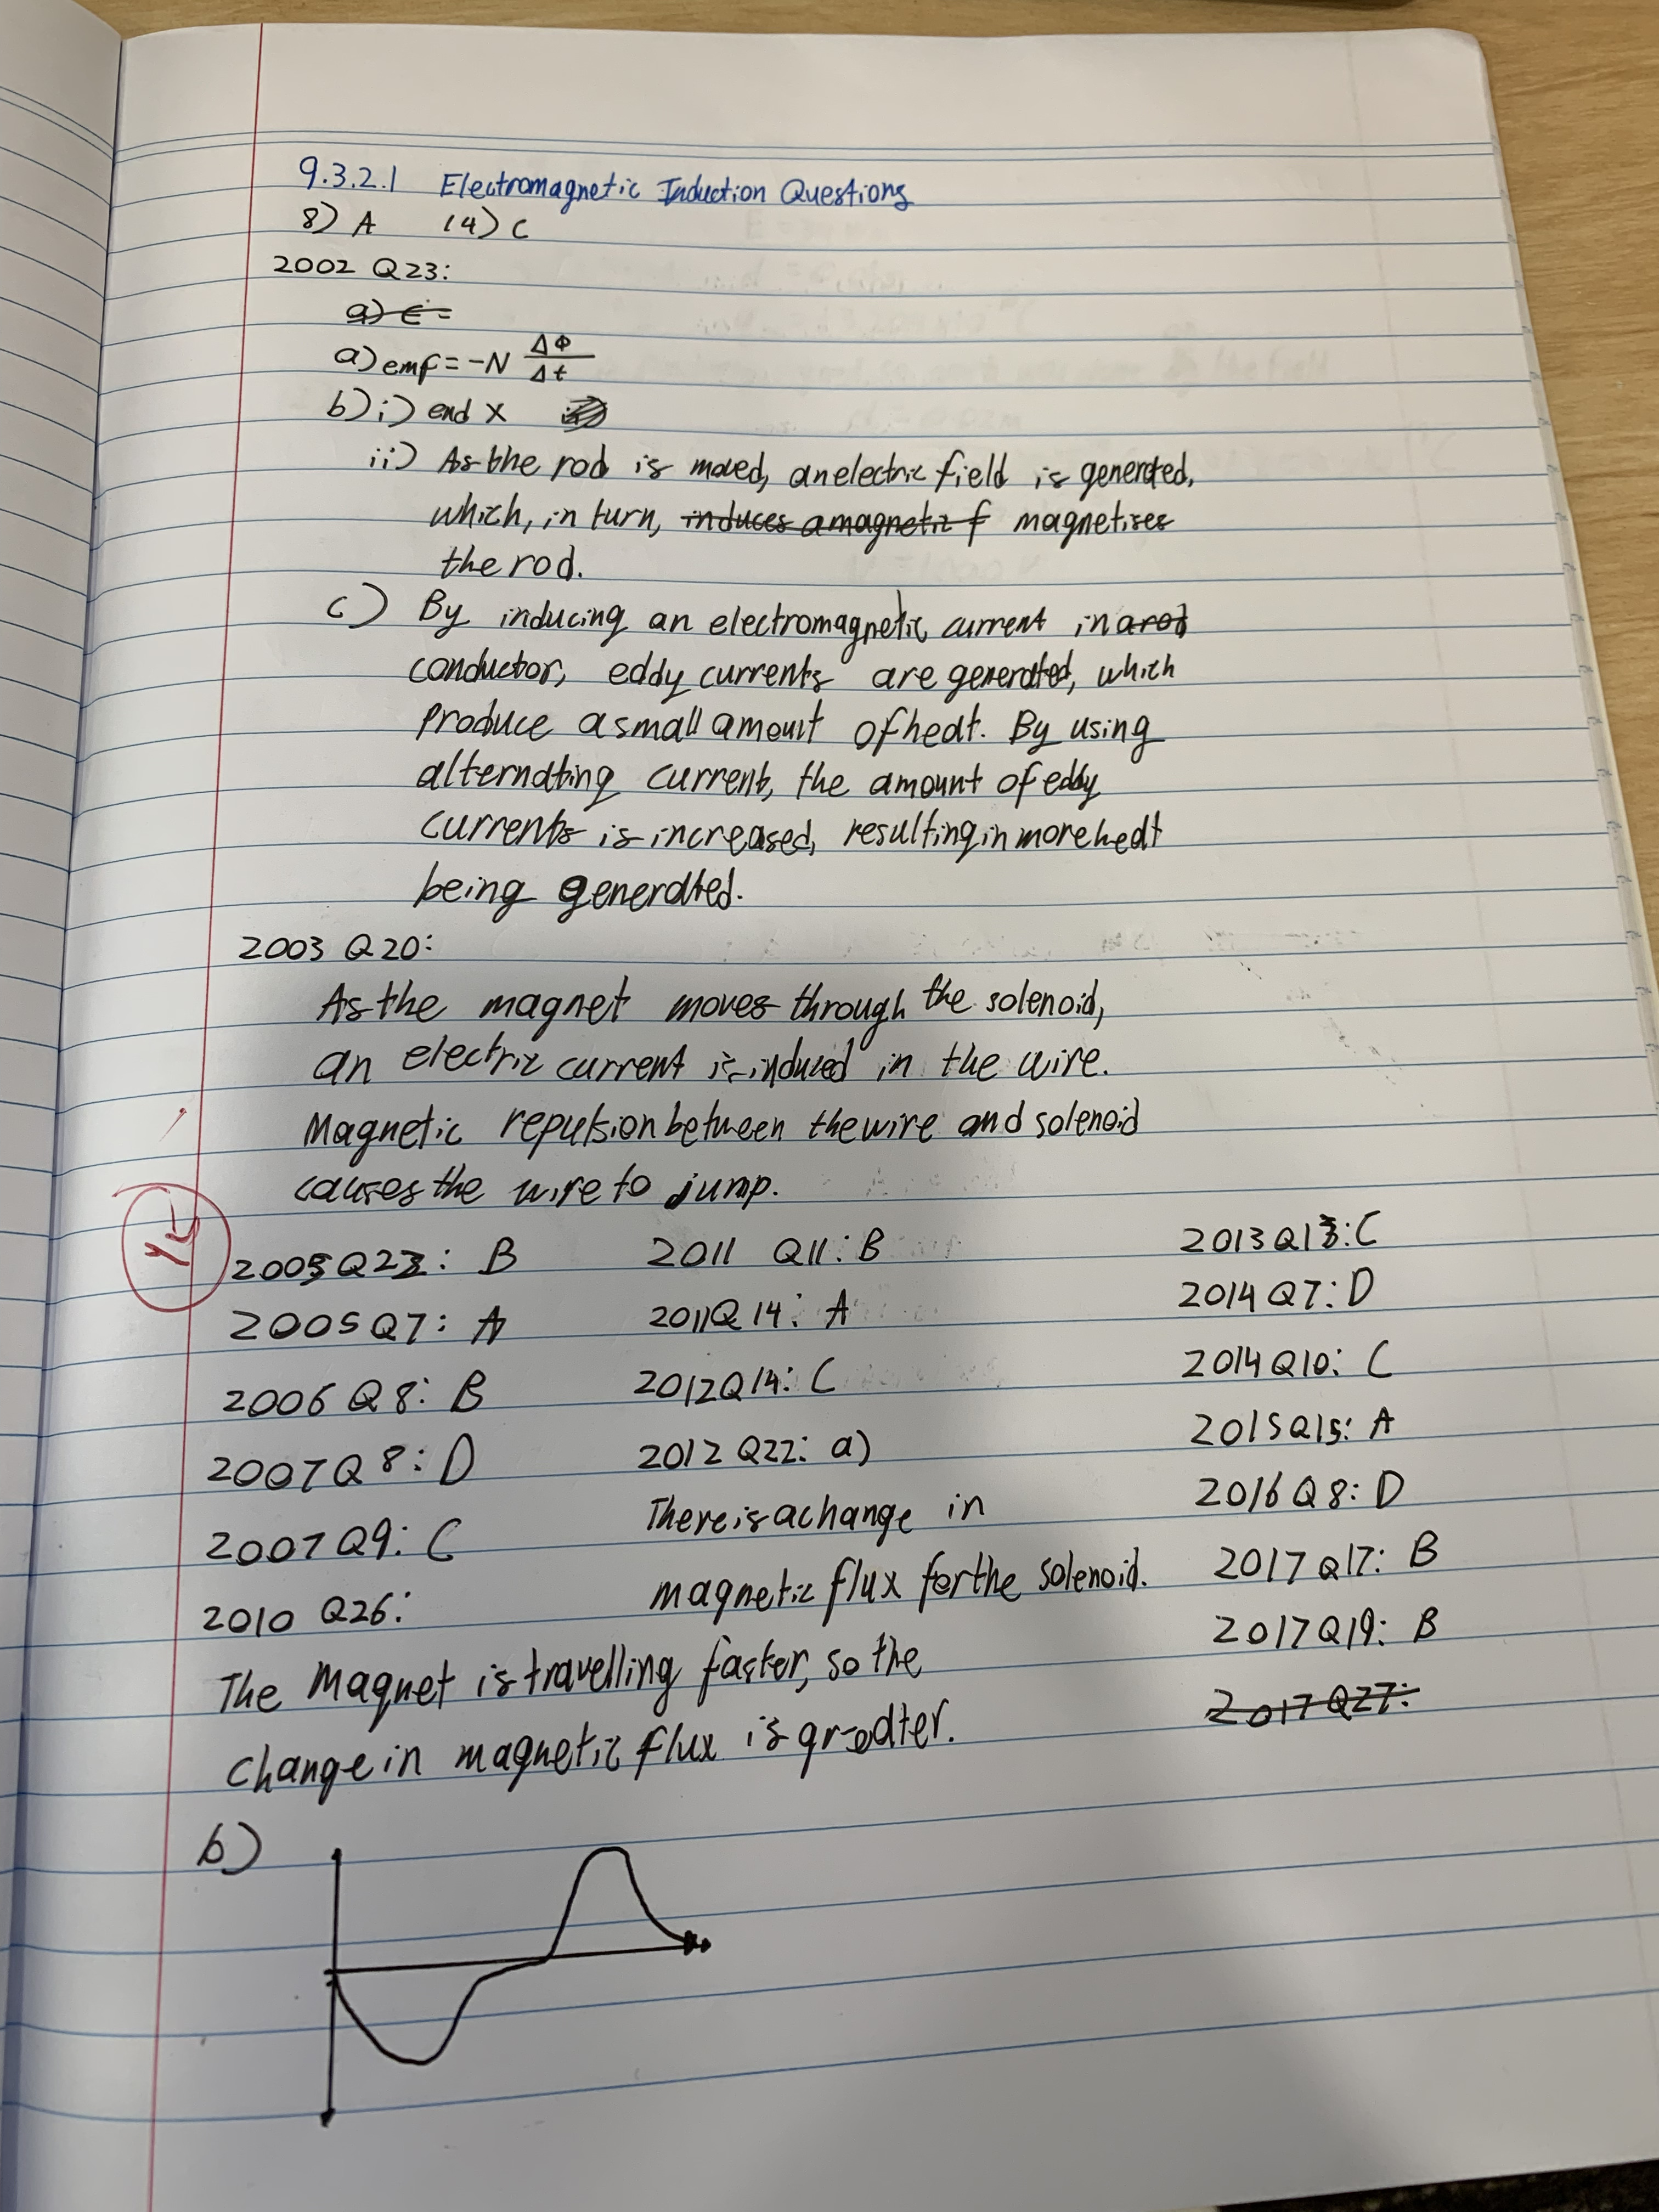 9.3.2.1 Electromagnetic Induction Questions
8) A 14) C
2002 Q23:
a) ε =
a) emf = -N ΔΦ/Δt
b) i) end X
ii) As the rod is moved, an electric field is generated,
which, in turn, induces a magnetic f magnetises
the rod.
c) By inducing an electromagnetic current in a rod
conductor, eddy currents are generated, which
produce a small amount of heat. By using
alternating current, the amount of eddy
currents is increased, resulting in more heat
being generated.
2003 Q20:
As the magnet moves through the solenoid,
an electric current is induced in the wire.
Magnetic repulsion between the wire and solenoid
causes the wire to jump.
2005 Q7: A
2006 Q8: B
2007 Q8: D
2007 Q9: C
2010 Q26:
The magnet is travelling faster, so the
change in magnetic flux is greater.
b)
2011 Q11: B
2011 Q14: A
2012 Q14: C
2012 Q22: a)
There is a change in
magnetic flux for the solenoid.
2013 Q13: C
2014 Q7: D
2014 Q10: C
2015 Q15: A
2016 Q8: D
2017 Q17: B
2017 Q19: B
2017 Q27: